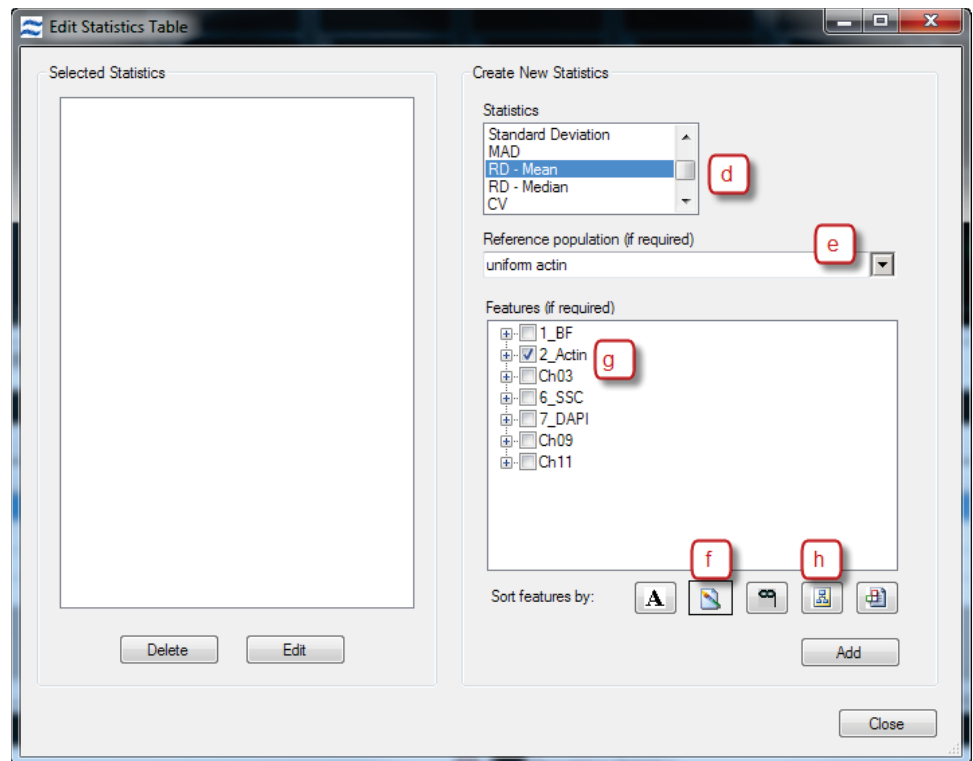 Edit Statistics Table
Selected Statistics
Delete
Edit
Create New Statistics
Statistics
Standard Deviation
MAD
RD - Mean
RD - Median
CV
d
Reference population (if required)
e
uniform actin
Features (if required)
1_BF
2_Actin
g
Ch03
6_SSC
7_DAPI
Ch09
Ch11
f
h
Sort features by:
A
Add
Close